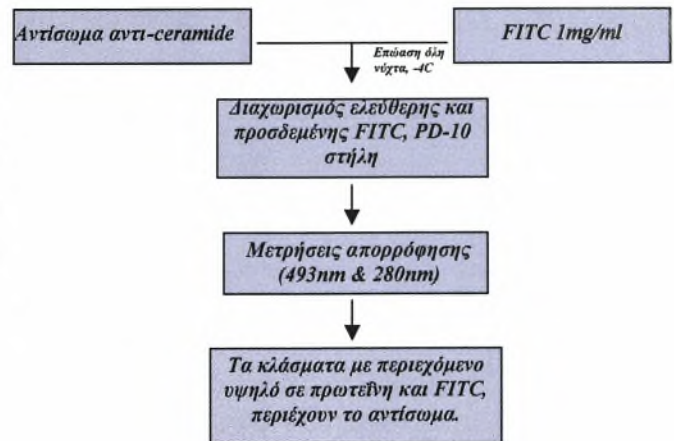 Αντίσωμα αντι-ceramide
FITC 1mg/ml
Επώαση όλη
νύχτα, -4C
Διαχωρισμός ελεύθερης και
προσδεμένης FITC, PD-10
στήλη
Μετρήσεις απορρόφησης
(493nm & 280nm)
Τα κλάσματα με περιεχόμενο
υψηλό σε πρωτεΐνη και FITC,
περιέχουν το αντίσωμα.